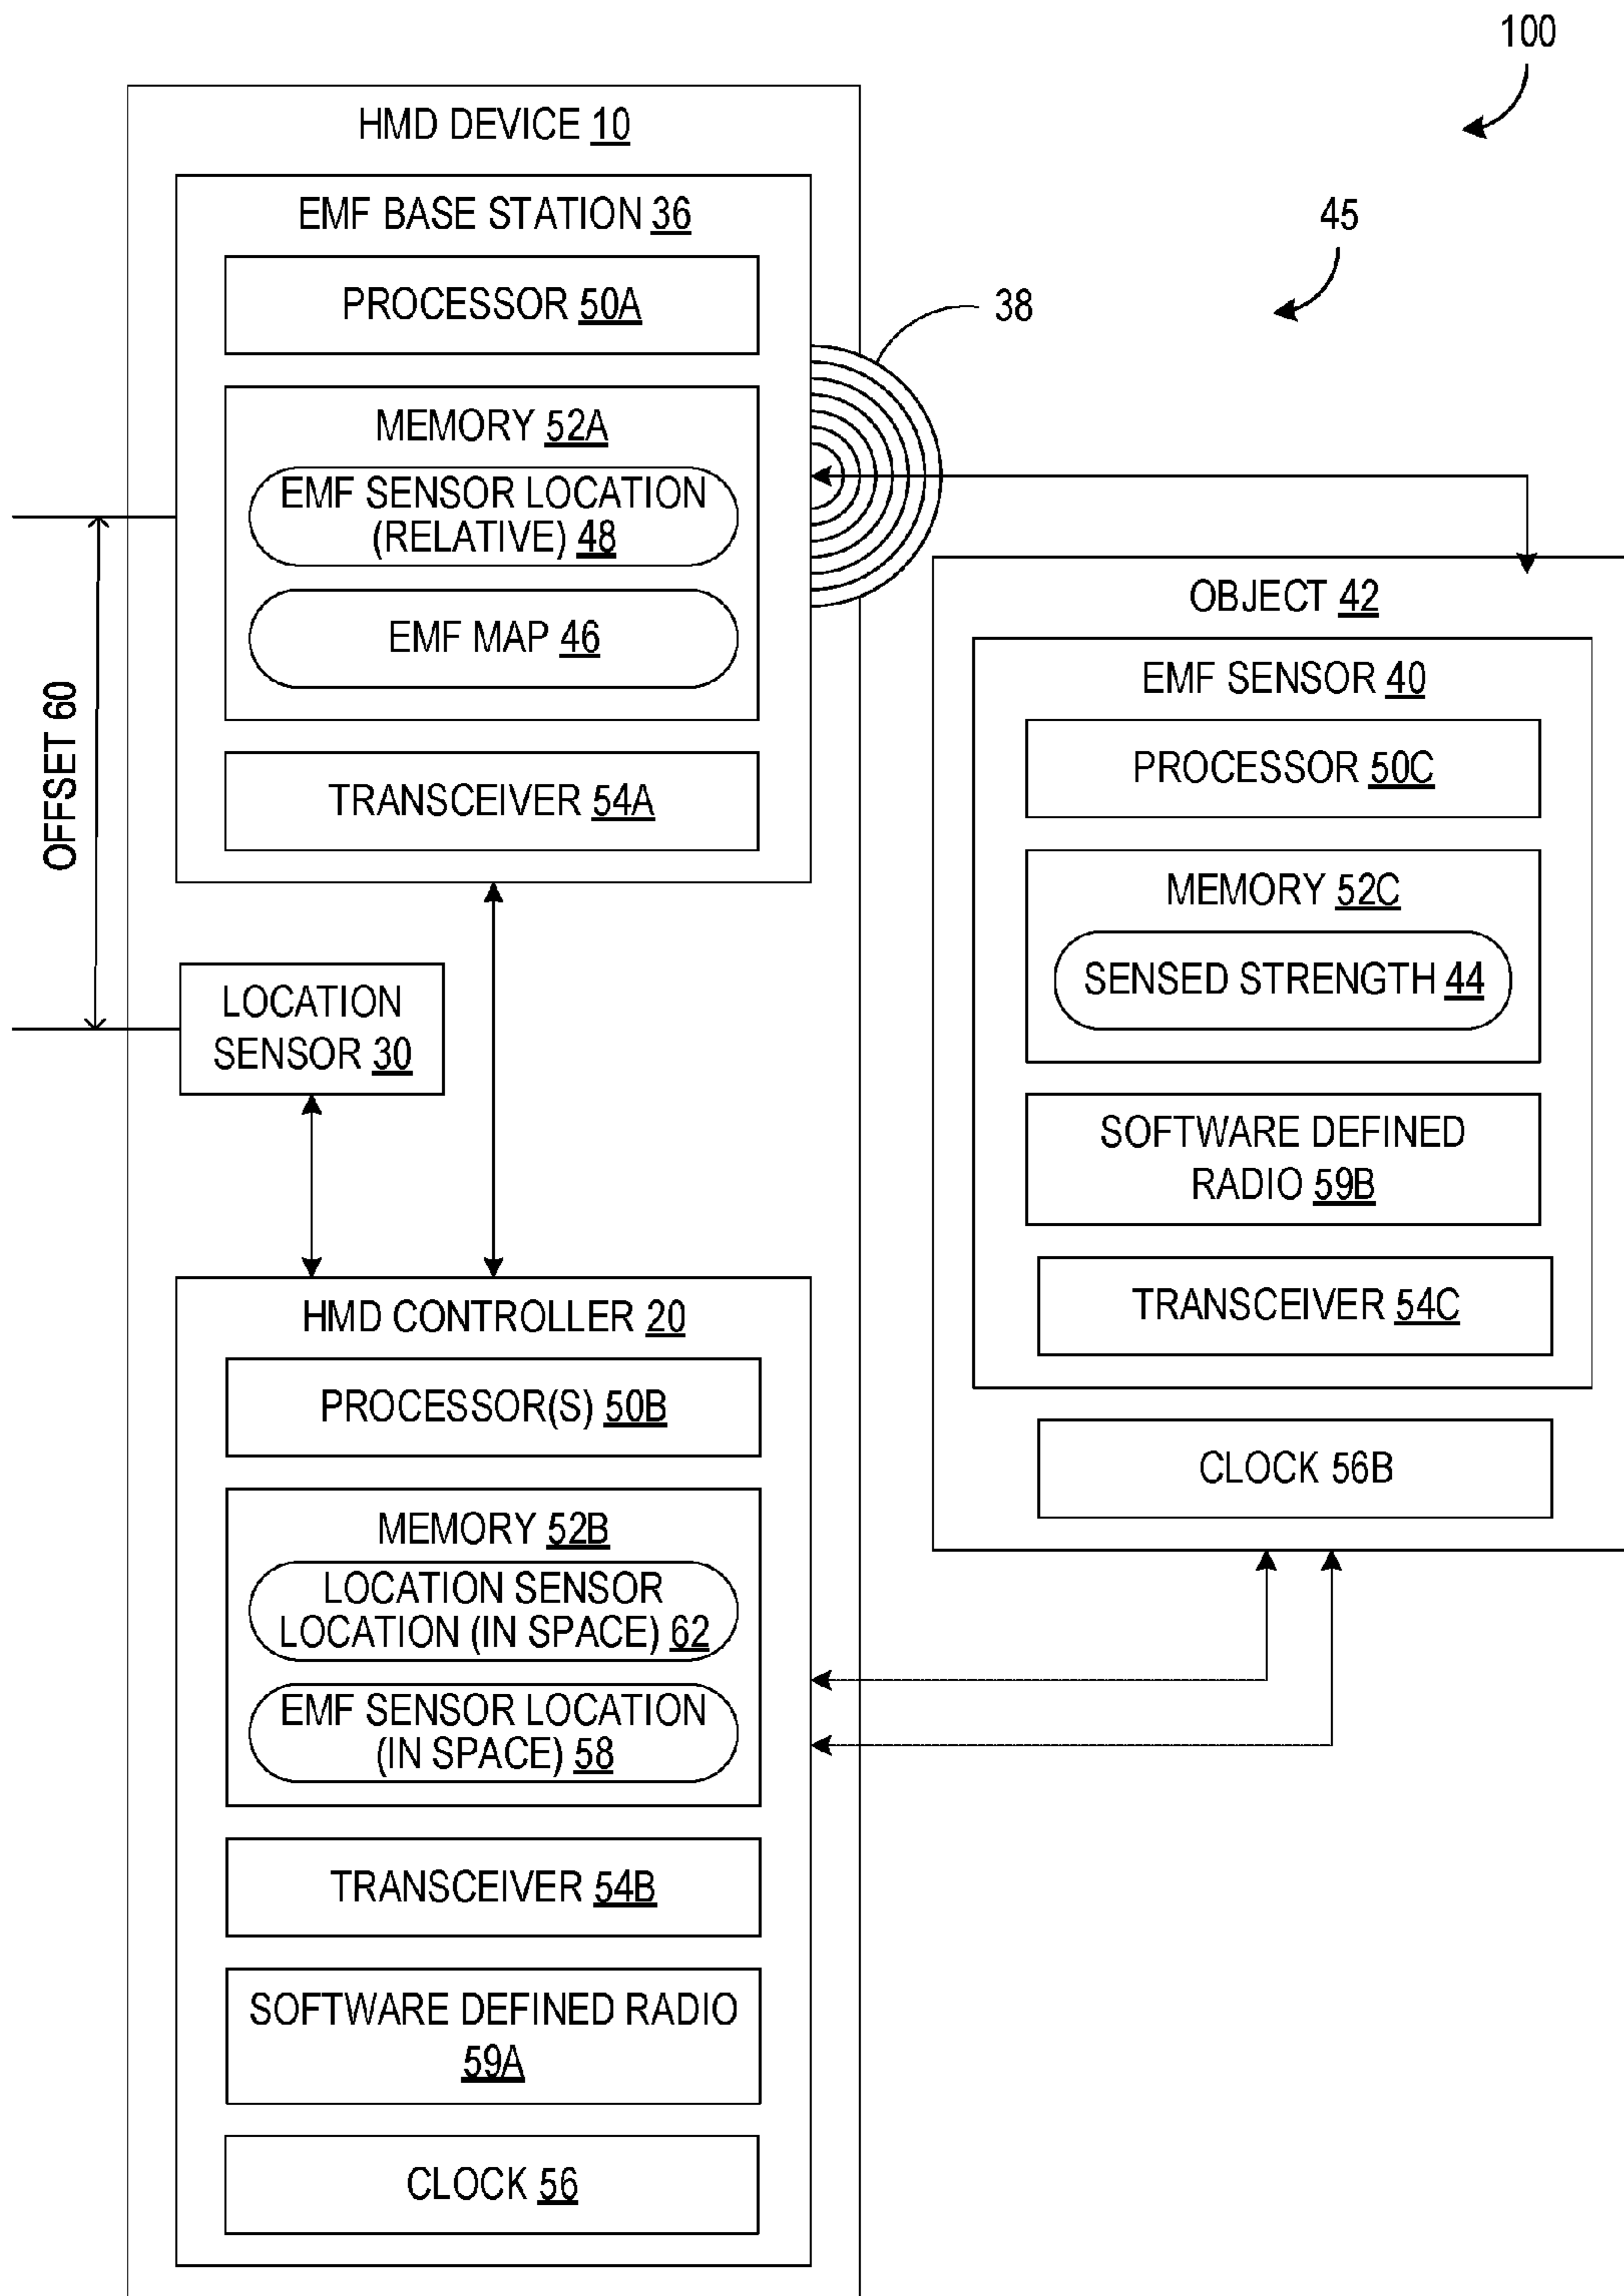 100
HMD DEVICE 10
EMF BASE STATION 36
45
PROCESSOR 50A
38
MEMORY 52A
EMF SENSOR LOCATION
(RELATIVE) 48
EMF MAP 46
TRANSCEIVER 54A
OFFSET 60
LOCATION
SENSOR 30
HMD CONTROLLER 20
PROCESSOR(S) 50B
MEMORY 52B
LOCATION SENSOR
LOCATION (IN SPACE) 62
EMF SENSOR LOCATION
(IN SPACE) 58
TRANSCEIVER 54B
SOFTWARE DEFINED RADIO
59A
CLOCK 56
OBJECT 42
EMF SENSOR 40
PROCESSOR 50C
MEMORY 52C
SENSED STRENGTH 44
SOFTWARE DEFINED
RADIO 59B
TRANSCEIVER 54C
CLOCK 56B